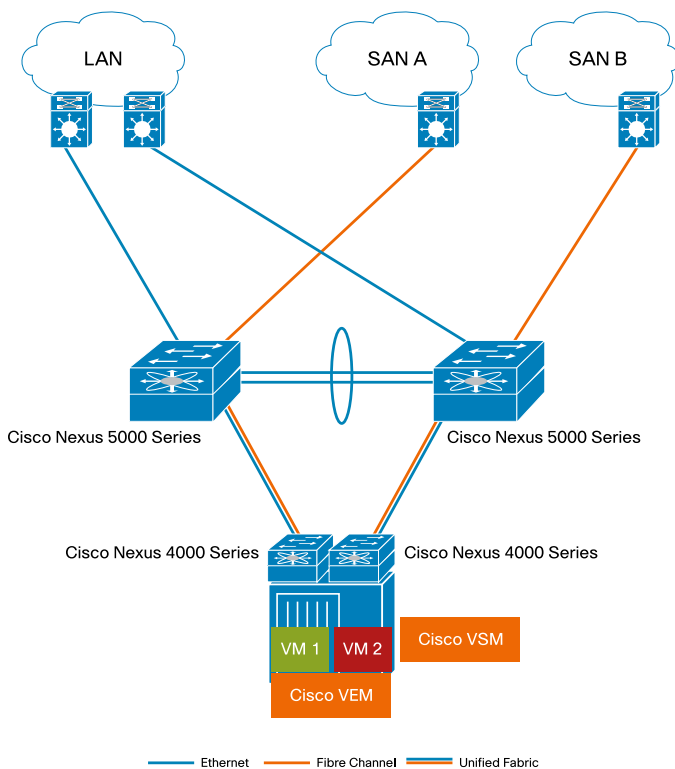 LAN
SAN A
SAN B
Cisco Nexus 5000 Series
Cisco Nexus 5000 Series
Cisco Nexus 4000 Series
Cisco Nexus 4000 Series
VM 1
VM 2
Cisco VSM
Cisco VEM
Ethernet
Fibre Channel
Unified Fabric